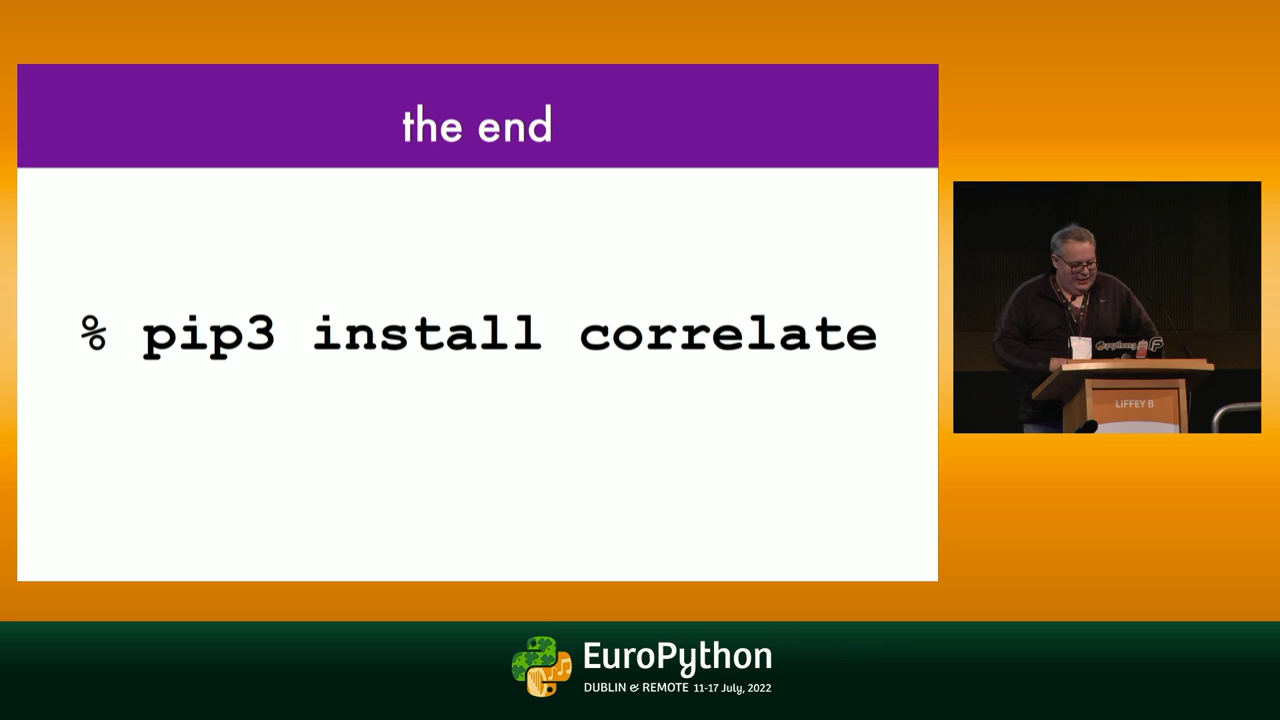 the end
% pip3 install correlate
LIFFEY B
EuroPython
DUBLIN & REMOTE 11-17 July, 2022